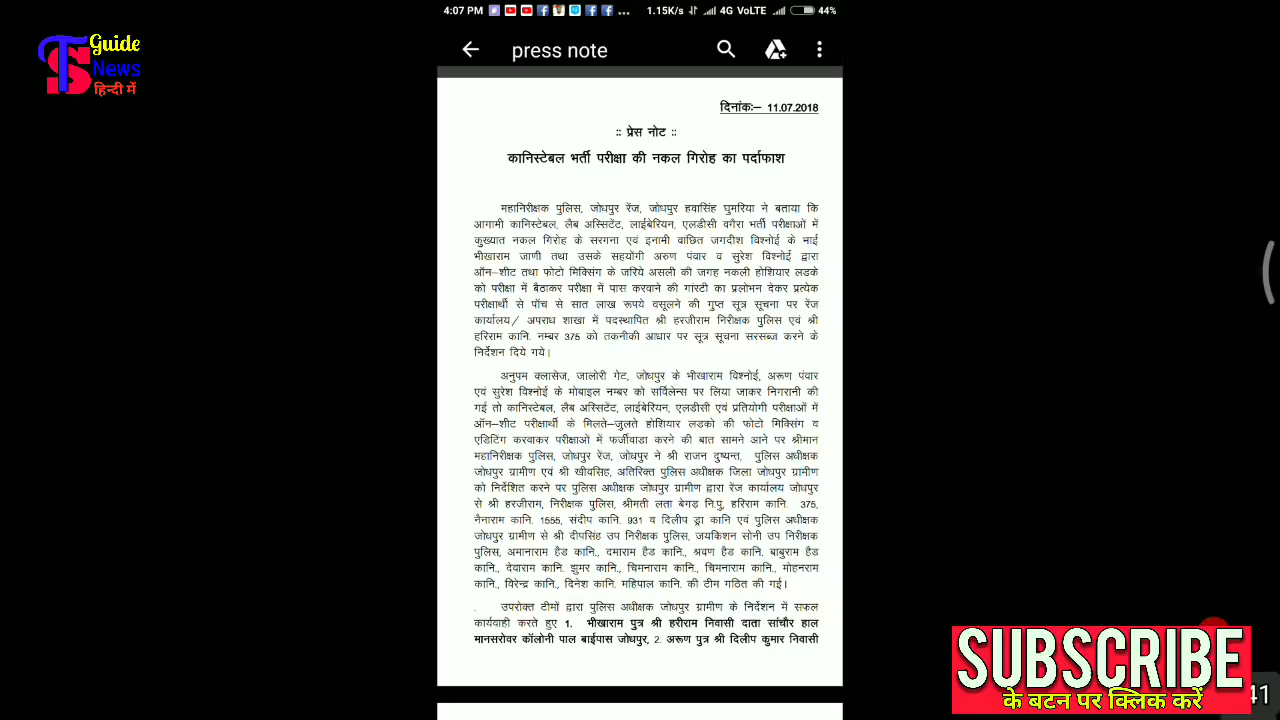 4:07 PM ... 1.15K/s 4G VoLTE 44%
Guide
TS News
हिन्दी में
press note
दिनांकः– 11.07.2018
:: प्रेस नोट ::
कानिस्टेबल भर्ती परीक्षा की नकल गिरोह का पर्दाफाश
महानिरीक्षक पुलिस, जोधपुर रेंज, जोधपुर हवासिंह घुमरिया ने बताया कि
आगामी कानिस्टेबल, लैब अस्सिटेंट, लाईबेरियन, एलडीसी वगैरा भर्ती परीक्षाओं में
कुख्यात नकल गिरोह के सरगना एवं इनामी वांछित जगदीश विश्नोई के भाई
भीखाराम जाणी तथा उसके सहयोंगी अरुण पंवार व सुरेश विश्नोई द्वारा
ऑन–शीट तथा फोटो मिक्सिंग के जरिये असली की जगह नकली होशियार लडके
को परीक्षा में बैठाकर परीक्षा में पास करवाने की गांरटी का प्रलोभन देकर प्रत्येक
परीक्षार्थी से पॉच से सात लाख रूपये वसूलने की गुप्त सूत्र सूचना पर रेंज
कार्यालय/ अपराध शाखा में पदस्थापित श्री हरजीराम निरीक्षक पुलिस एवं श्री
हरिराम कानि. नम्बर 375 को तकनीकी आधार पर सूत्र सूचना सरसब्ज करने के
निर्देशन दिये गये।
अनुपम क्लासेज, जालोरी गेट, जोधपुर के भीखाराम विश्नोई, अरूण पंवार
एवं सुरेश विश्नोई के मोबाइल नम्बर को सर्विलेन्स पर लिया जाकर निगरानी की
गई तो कानिस्टेबल, लैब अस्सिटेंट, लाईबेरियन, एलडीसी एवं प्रतियोगी परीक्षाओं में
ऑन–शीट परीक्षार्थी के मिलते–जुलते होशियार लडको की फोटो मिक्सिंग व
एडिटिंग करवाकर परीक्षाओं में फर्जीवाडा करने की बात सामने आने पर श्रीमान
महानिरीक्षक पुलिस, जोधपुर रेंज, जोधपुर ने श्री राजन दुष्यन्त, पुलिस अधीक्षक
जोधपुर ग्रामीण एवं श्री खीवसिंह, अतिरिक्त पुलिस अधीक्षक जिला जोधपुर ग्रामीण
को निर्देशित करने पर पुलिस अधीक्षक जोधपुर ग्रामीण द्वारा रेंज कार्यालय जोधपुर
से श्री हरजीराम, निरीक्षक पुलिस, श्रीमती लता बेगड़ नि.पु, हरिराम कानि. 375,
नैनाराम कानि. 1555, संदीप कानि. 931 व दिलीप ड्रा कानि एवं पुलिस अधीक्षक
जोधपुर ग्रामीण से श्री दीपसिंह उप निरीक्षक पुलिस, जयकिशन सोनी उप निरीक्षक
पुलिस, अमानाराम हैड कानि., दमाराम हैड कानि., श्रवण हैड कानि. बाबुराम हैड
कानि., देवाराम कानि. झुमर कानि., चिमनाराम कानि., चिमनाराम कानि., मोहनराम
कानि., विरेन्द्र कानि., दिनेश कानि. महिपाल कानि. की टीम गठित की गई।
उपरोक्त टीमों द्वारा पुलिस अधीक्षक जोधपुर ग्रामीण के निर्देशन में सफल
कार्यवाही करते हुए 1. भीखाराम पुत्र श्री हरीराम निवासी दाता सांचौर हाल
मानसरोवर कॉलोनी पाल बाईपास जोधपुर, 2. अरूण पुत्र श्री दिलीप कुमार निवासी
SUBSCRIBE
के बटन पर क्लिक करें
41